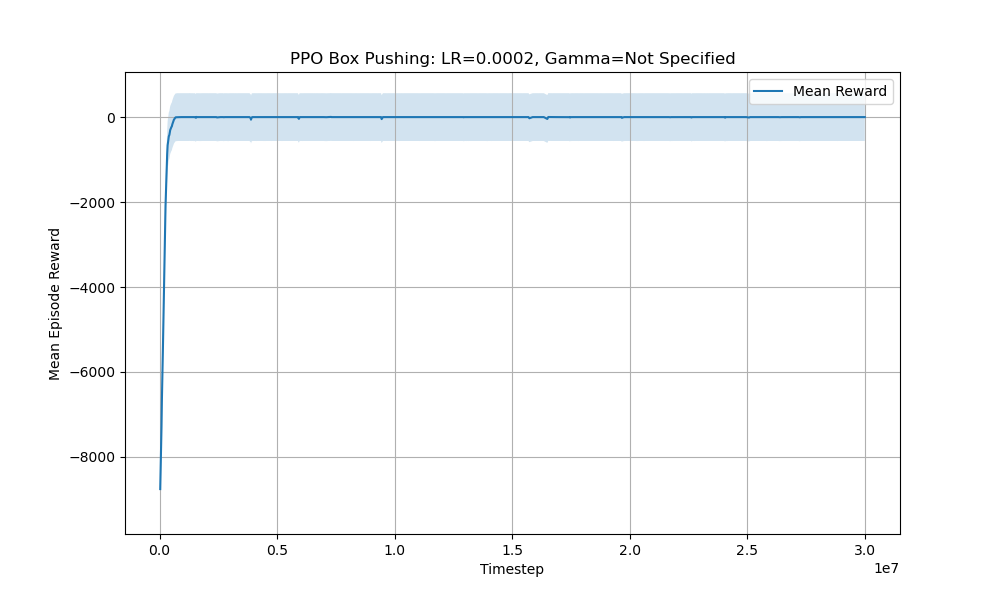 PPO Box Pushing: LR=0.0002, Gamma=Not Specified
Mean Reward
Mean Episode Reward
0
−2000
−4000
−6000
−8000
0.0 0.5 1.0 1.5 2.0 2.5 3.0
1e7
Timestep